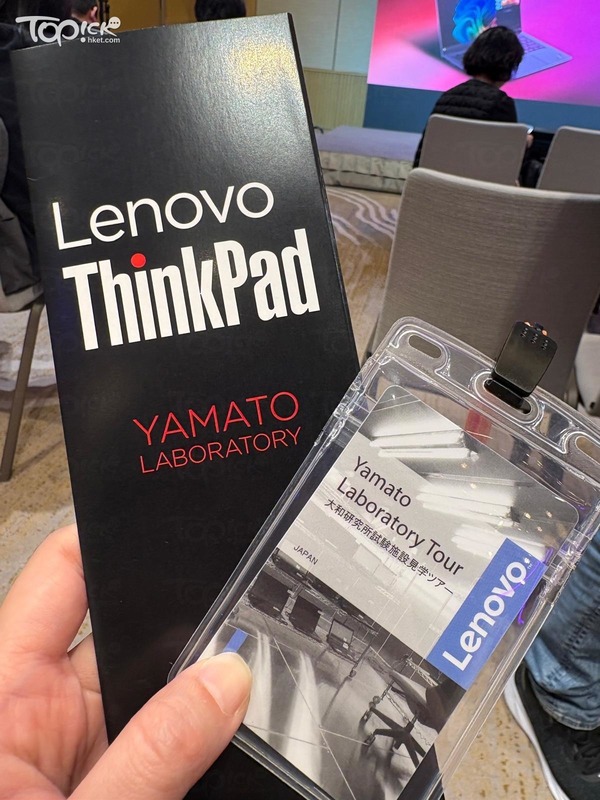 TOPICK
hket.com
Lenovo
ThinkPad
YAMATO
LABORATORY
Yamato
Laboratory Tour
大和研究所試験施設見学ツアー
JAPAN
Lenovo